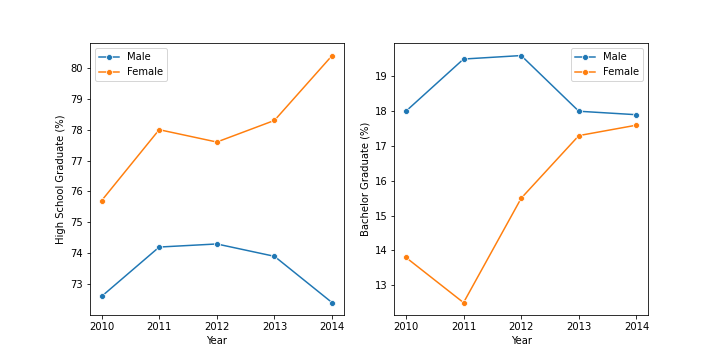 Male
Female
80
79
78
77
76
75
74
73
High School Graduate (%)
2010 2011 2012 2013 2014
Year
Male
Female
19
18
17
16
15
14
13
Bachelor Graduate (%)
2010 2011 2012 2013 2014
Year